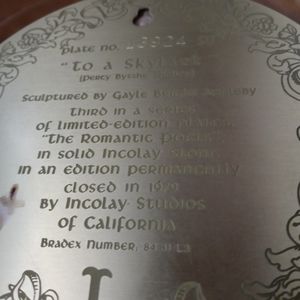 Plate no.
"To a Skylark"
(Percy Bysshe Shelley)
Sculptured by Gayle Bright Appleby
Third in a series
of limited-edition plates
"The Romantic Poets"
in solid Incolay Stone
in an edition permanently
closed in 1979
by Incolay Studios
of California
Bradex Number,